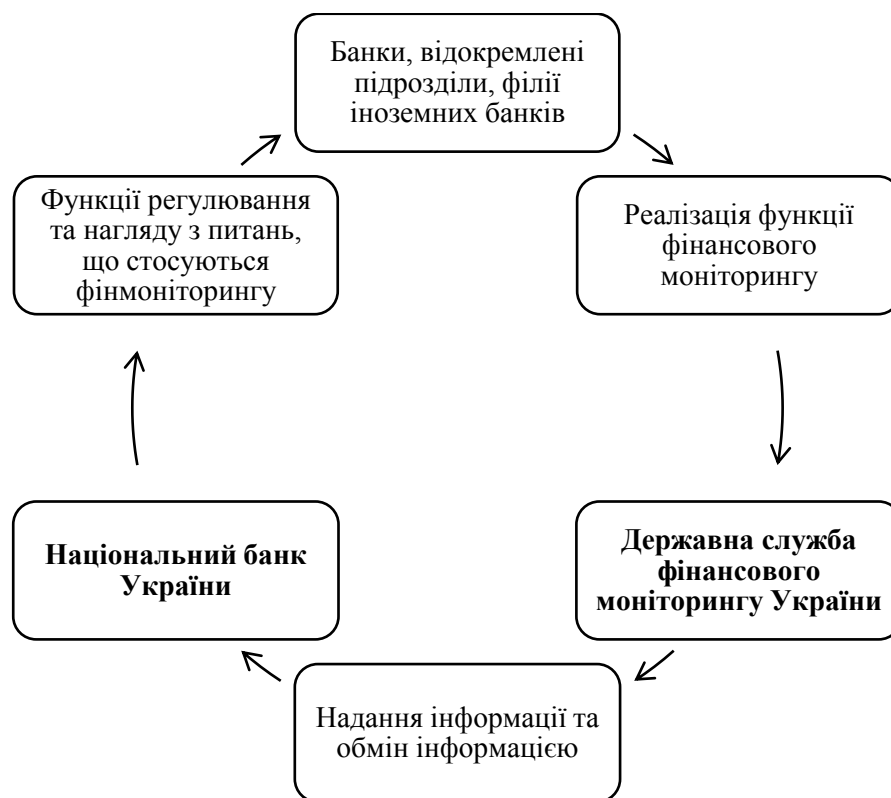 Банки, відокремлені
підрозділи, філії
іноземних банків
Реалізація функції
фінансового
моніторингу
Державна служба
фінансового
моніторингу України
Надання інформації та
обмін інформацією
Національний банк
України
Функції регулювання
та нагляду з питань,
що стосуються
фінмоніторингу